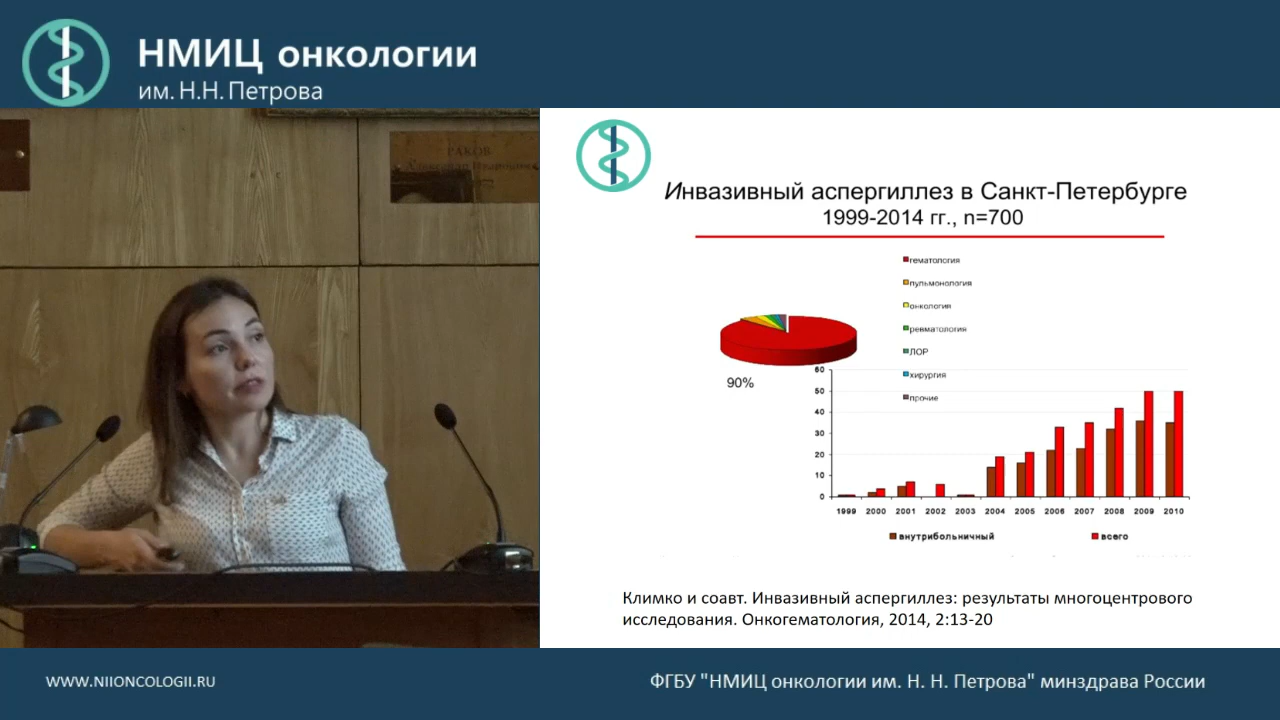 НМИЦ онкологии
им. Н.Н. Петрова
РАКОВ
Инвазивный аспергиллез в Санкт-Петербурге
1999-2014 гг., n=700
гематология
пульмонология
онкология
ревматология
ЛОР
хирургия
прочие
90%
60
50
40
30
20
10
0
1999 2000 2001 2002 2003 2004 2005 2006 2007 2008 2009 2010
внутрибольничный всего
Климко и соавт. Инвазивный аспергиллез: результаты многоцентрового
исследования. Онкогематология, 2014, 2:13-20
WWW.NIIONCOLOGII.RU
ФГБУ "НМИЦ онкологии им. Н. Н. Петрова" минздрава России